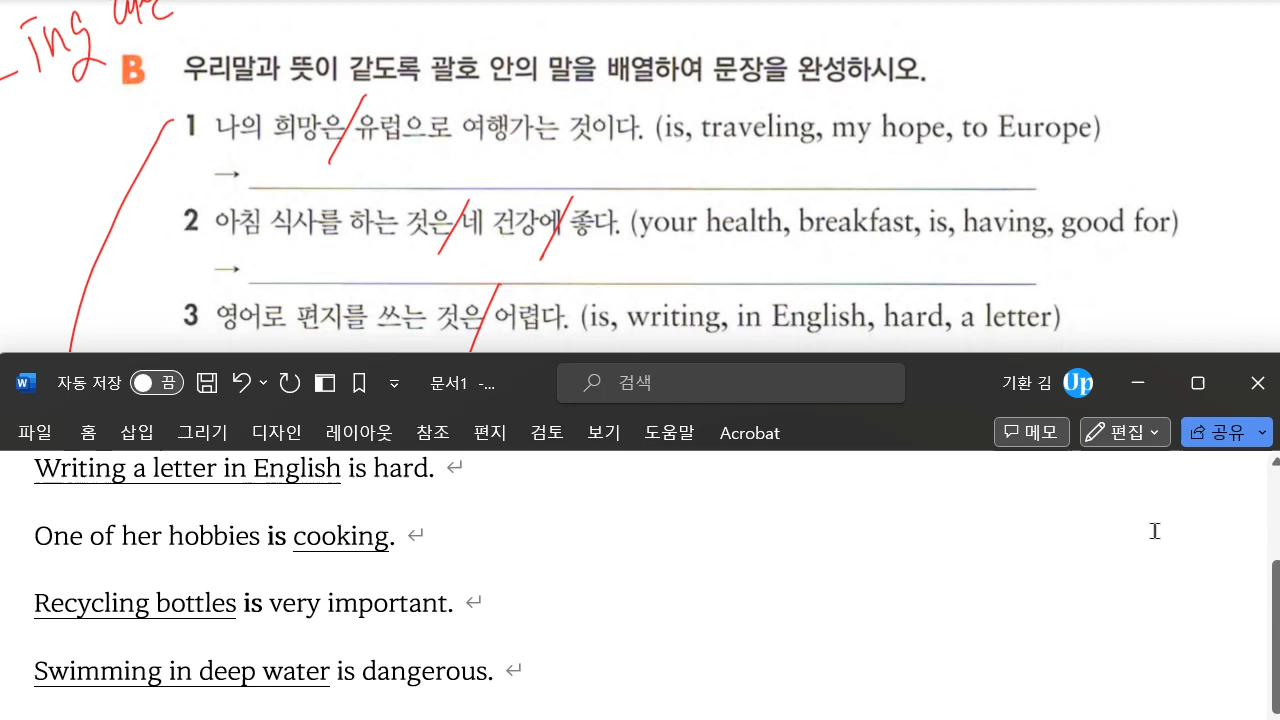 -ing
B 우리말과 뜻이 같도록 괄호 안의 말을 배열하여 문장을 완성하시오.
1 나의 희망은 유럽으로 여행가는 것이다. (is, traveling, my hope, to Europe)
→
2 아침 식사를 하는 것은 네 건강에 좋다. (your health, breakfast, is, having, good for)
→
3 영어로 편지를 쓰는 것은 어렵다. (is, writing, in English, hard, a letter)
자동 저장 끔 문서1 -... 검색 기환 김 Up
파일 홈 삽입 그리기 디자인 레이아웃 참조 편지 검토 보기 도움말 Acrobat 메모 편집 공유
Writing a letter in English is hard.
One of her hobbies is cooking.
Recycling bottles is very important.
Swimming in deep water is dangerous.